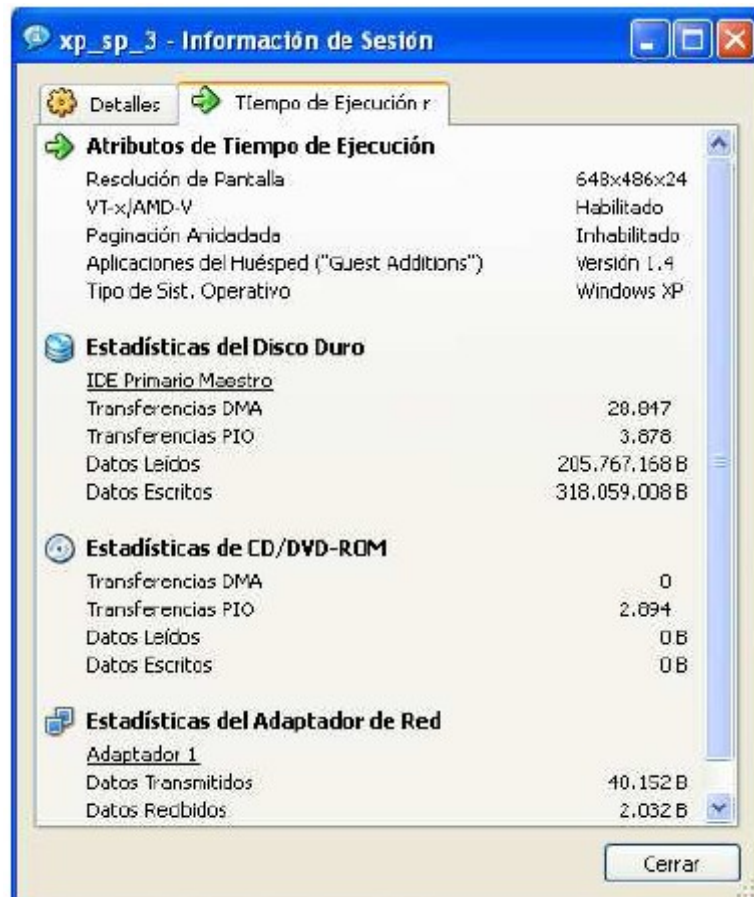 xp_sp_3 - Información de Sesión
Detalles
TIempo de Ejecución r
Atributos de Tiempo de Ejecución
Resolución de Pantalla 648x486x24
VT-x/AMD-V Habilitado
Paginación Anidadada Inhabilitado
Aplicaciones del Huésped ("Guest Additions") Versión 1.4
Tipo de Sist. Operativo Windows XP
Estadísticas del Disco Duro
IDE Primario Maestro
Transferencias DMA 28.847
Transferencias PIO 3.878
Datos Leídos 205.767.168 B
Datos Escritos 318.059.008 B
Estadísticas de CD/DVD-ROM
Transferencias DMA 0
Transferencias PIO 2.894
Datos Leídos 0 B
Datos Escritos 0 B
Estadísticas del Adaptador de Red
Adaptador 1
Datos Transmitidos 40.152 B
Datos Recibidos 2.032 B
Cerrar